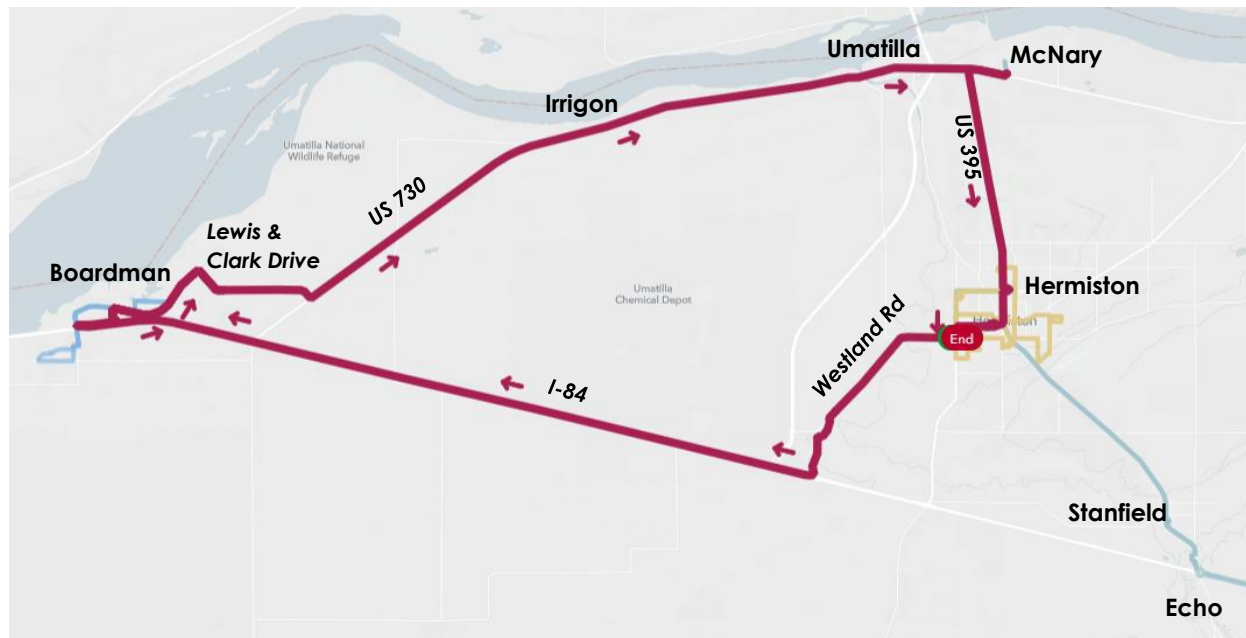 Umatilla
McNary
Irrigon
US 395
Umatilla National
Wildlife Refuge
US 730
Lewis &
Clark Drive
Boardman
Umatilla
Chemical Depot
Hermiston
Westland Rd
End
I-84
Stanfield
Echo